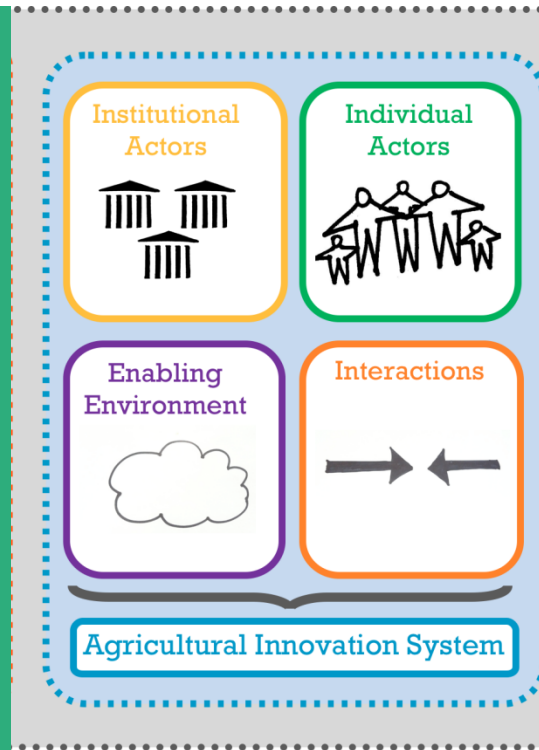 Institutional
Actors
Individual
Actors
Enabling
Environment
Interactions
Agricultural Innovation System